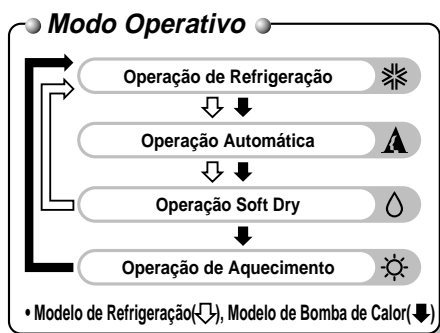 Modo Operativo
Operação de Refrigeração
Operação Automática
Operação Soft Dry
Operação de Aquecimento
• Modelo de Refrigeração(⇩), Modelo de Bomba de Calor(⬇)